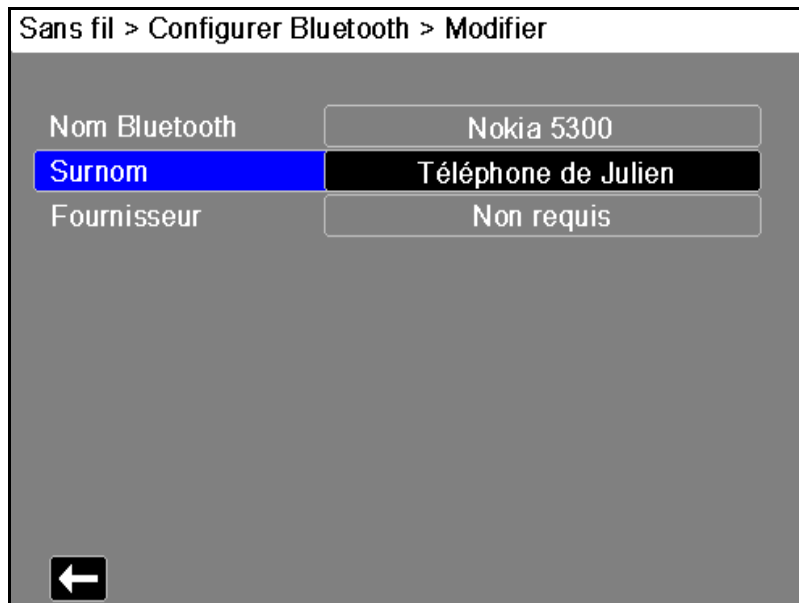 Sans fil > Configurer Bluetooth > Modifier
Nom Bluetooth Nokia 5300
Surnom Téléphone de Julien
Fournisseur Non requis